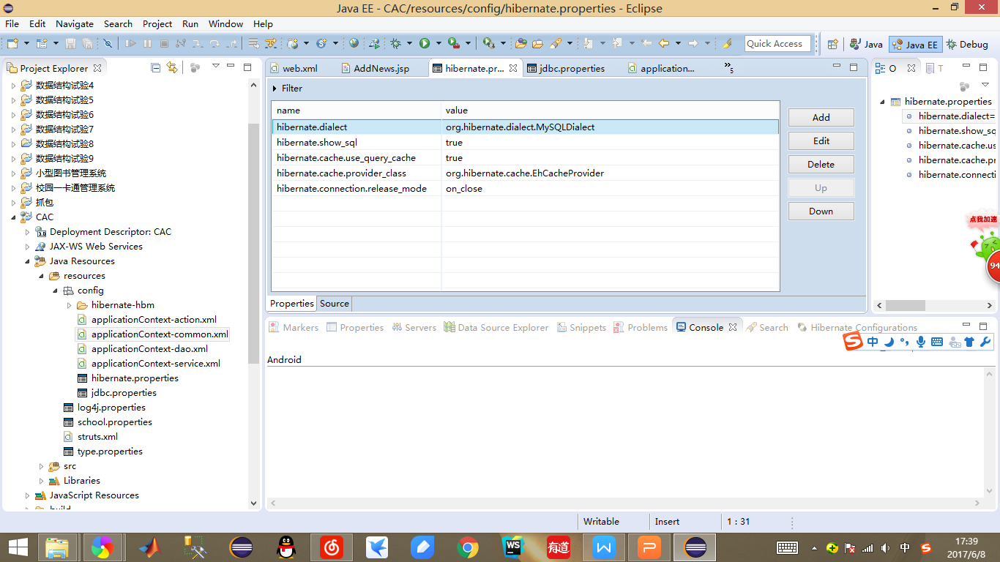 Java EE - CAC/resources/config/hibernate.properties - Eclipse
File Edit Navigate Search Project Run Window Help
Quick Access
Java
Java EE
Debug
Project Explorer
数据结构试验4
数据结构试验5
数据结构试验6
数据结构试验7
数据结构试验8
数据结构试验9
小型图书管理系统
校园一卡通管理系统
抓包
CAC
Deployment Descriptor: CAC
JAX-WS Web Services
Java Resources
resources
config
hibernate-hbm
applicationContext-action.xml
applicationContext-common.xml
applicationContext-dao.xml
applicationContext-service.xml
hibernate.properties
jdbc.properties
log4j.properties
school.properties
struts.xml
type.properties
src
Libraries
JavaScript Resources
build
web.xml
AddNews.jsp
hibernate.pr...
jdbc.properties
application...
5
Filter
name value
hibernate.dialect org.hibernate.dialect.MySQLDialect
hibernate.show_sql true
hibernate.cache.use_query_cache true
hibernate.cache.provider_class org.hibernate.cache.EhCacheProvider
hibernate.connection.release_mode on_close
Add
Edit
Delete
Up
Down
Properties Source
O
T
hibernate.properties
hibernate.dialect=
hibernate.show_sq
hibernate.cache.us
hibernate.cache.pr
hibernate.connecti
点我加速
94
Markers Properties Servers Data Source Explorer Snippets Problems Console Search Hibernate Configurations
S 中
Android
Writable Insert 1 : 31
WS
有道
W
P
中
S
17:39
2017/6/8